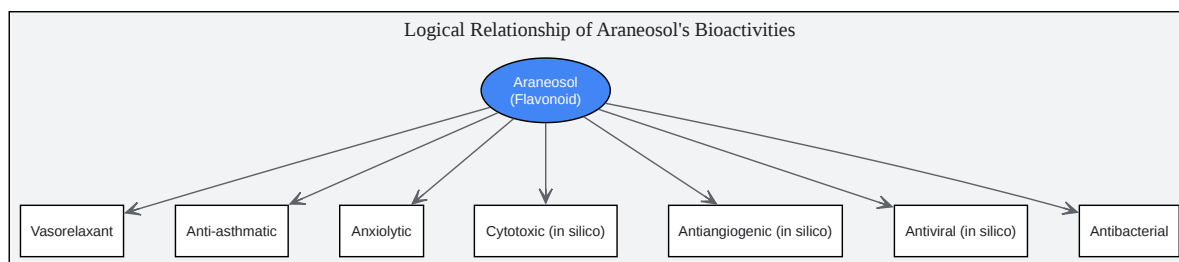 Logical Relationship of Araneosol's Bioactivities
Araneosol
(Flavonoid)
Vasorelaxant
Anti-asthmatic
Anxiolytic
Cytotoxic (in silico)
Antiangiogenic (in silico)
Antiviral (in silico)
Antibacterial